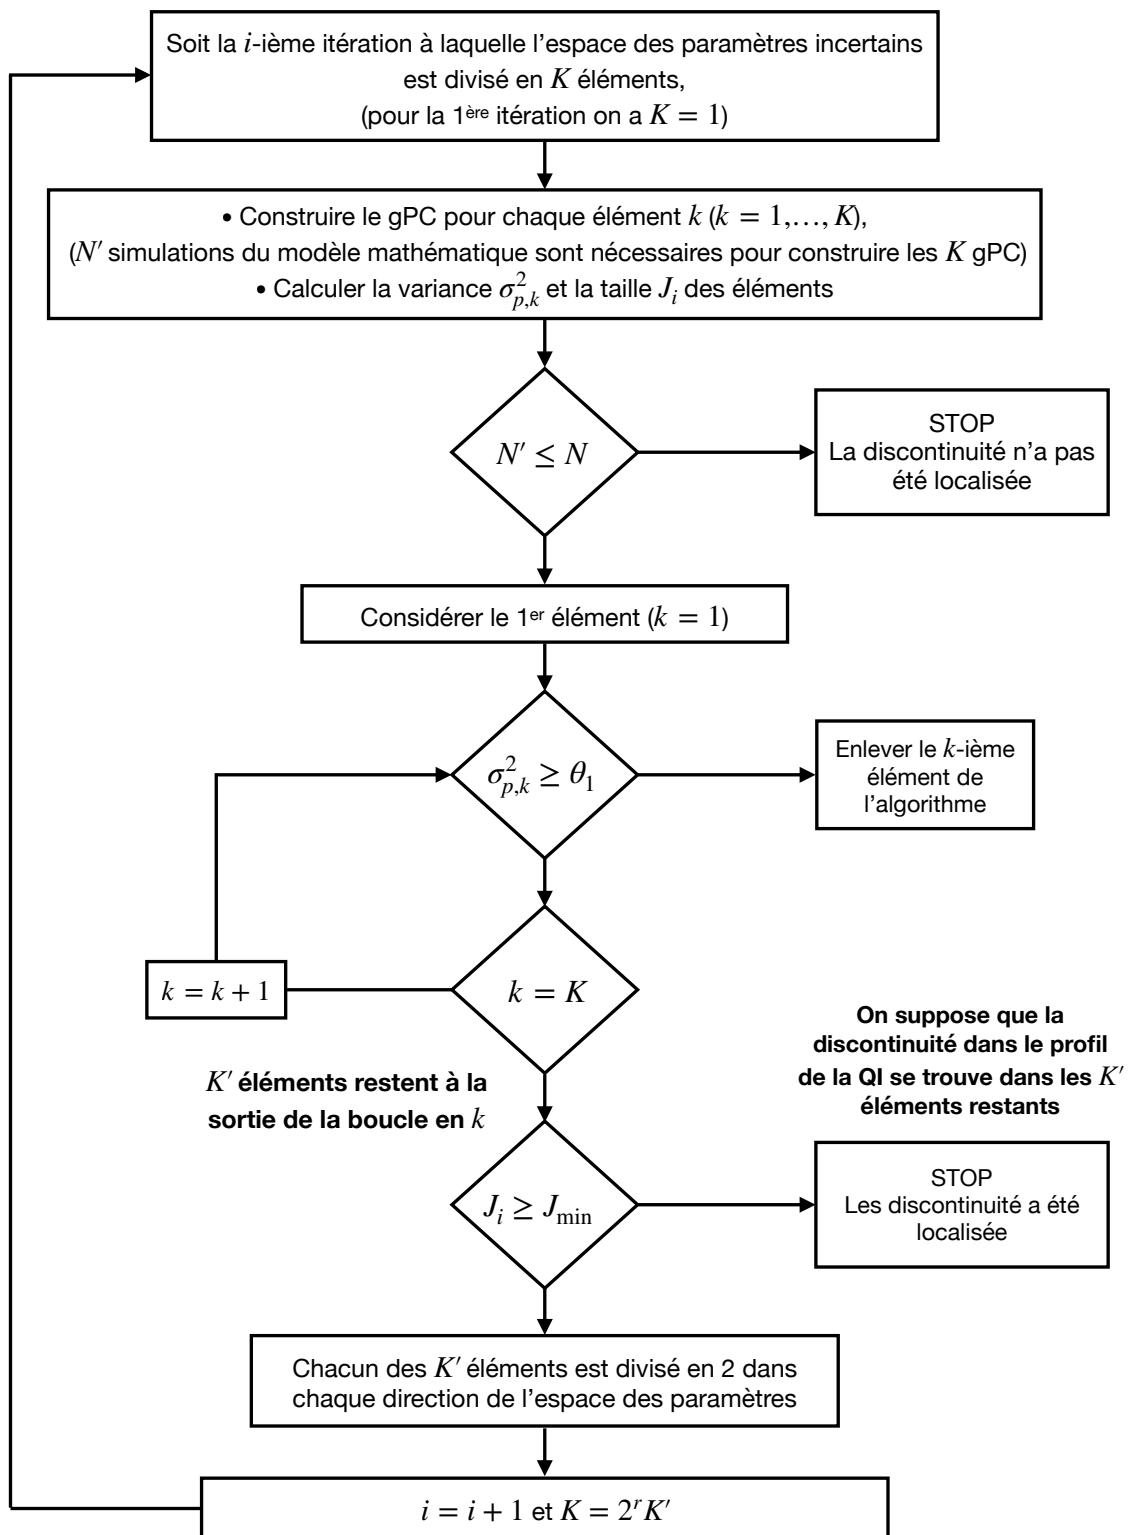 Soit la i-ième itération à laquelle l'espace des paramètres incertains
est divisé en K éléments,
(pour la 1ère itération on a K = 1)
• Construire le gPC pour chaque élément k (k = 1,…, K),
(N′ simulations du modèle mathématique sont nécessaires pour construire les K gPC)
• Calculer la variance σ²p,k et la taille Ji des éléments
N′ ≤ N
STOP
La discontinuité n'a pas
été localisée
Considérer le 1er élément (k = 1)
σ²p,k ≥ θ1
Enlever le k-ième
élément de
l'algorithme
k = K
k = k + 1
On suppose que la
discontinuité dans le profil
de la QI se trouve dans les K′
éléments restants
K′ éléments restent à la
sortie de la boucle en k
Ji ≥ Jmin
STOP
Les discontinuité a été
localisée
Chacun des K′ éléments est divisé en 2 dans
chaque direction de l'espace des paramètres
i = i + 1 et K = 2ʳK′